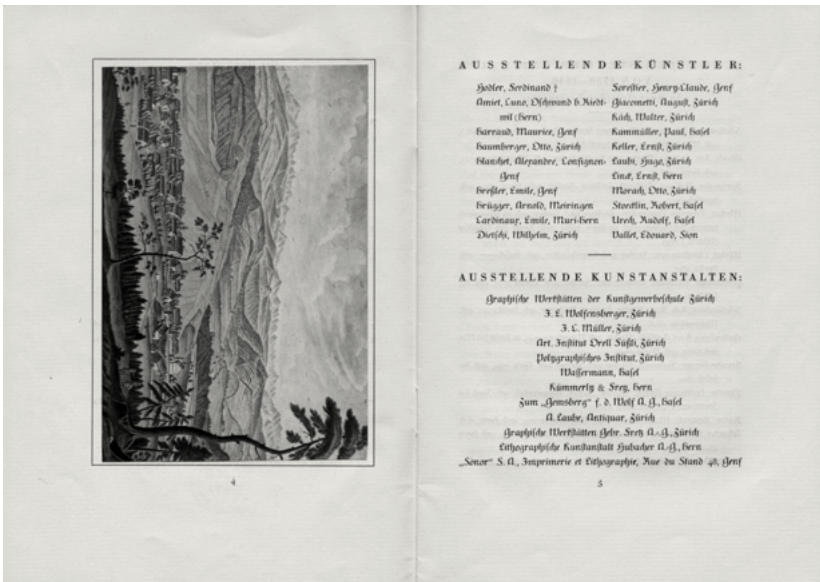 4
AUSSTELLENDE KÜNSTLER:
Hodler, Ferdinand †
Amiet, Cuno, Oschwand b. Riedt-
wil (Bern)
Barraud, Maurice, Genf
Baumberger, Otto, Zürich
Blanchet, Alexandre, Confignon-
Genf
Breßler, Emile, Genf
Brügger, Arnold, Meiringen
Cardinaux, Emile, Muri-Bern
Dietschi, Wilhelm, Zürich
Forestier, Henry-Claude, Genf
Giacometti, August, Zürich
Käch, Walter, Zürich
Kammüller, Paul, Basel
Keller, Ernst, Zürich
Laubi, Hugo, Zürich
Linck, Ernst, Bern
Morach, Otto, Zürich
Stoecklin, Robert, Basel
Urech, Rudolf, Basel
Vallet, Edouard, Sion
AUSSTELLENDE KUNSTANSTALTEN:
Graphische Werkstätten der Kunstgewerbeschule Zürich
J. E. Wolfensberger, Zürich
J. C. Müller, Zürich
Art. Institut Orell Füßli, Zürich
Polygraphisches Institut, Zürich
Wassermann, Basel
Kümmerly & Frey, Bern
Zum „Gemsberg“ f. d. Wolf A. G., Basel
A. Laube, Antiquar, Zürich
Graphische Werkstätten Gebr. Fretz A.-G., Zürich
Lithographische Kunstanstalt Hubacher A.-G., Bern
„Sonor“ S. A., Imprimerie et Lithographie, Rue du Stand 48, Genf
5